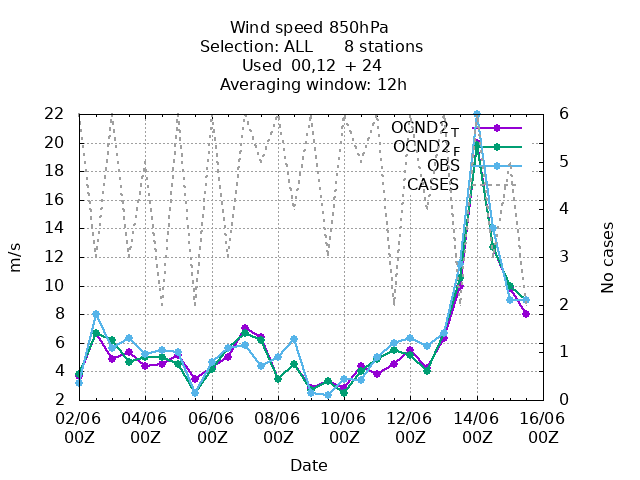 Wind speed 850hPa
Selection: ALL 8 stations
Used 00,12 + 24
Averaging window: 12h
22
20
18
16
14
12
10
8
6
4
2
m/s
6
5
4
3
2
1
0
No cases
OCND2_T
OCND2_F
OBS
CASES
02/06 04/06 06/06 08/06 10/06 12/06 14/06 16/06
00Z 00Z 00Z 00Z 00Z 00Z 00Z 00Z
Date